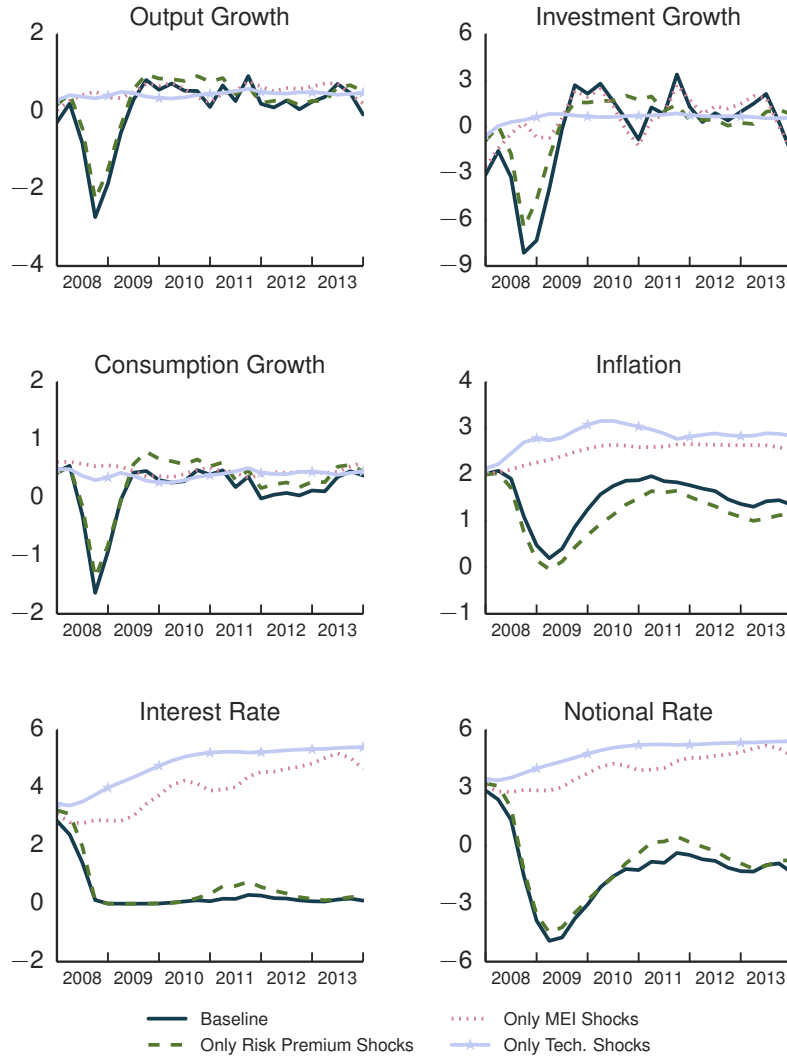 Output Growth
2
0
−2
−4
2008 2009 2010 2011 2012 2013
Investment Growth
6
3
0
−3
−6
−9
2008 2009 2010 2011 2012 2013
Consumption Growth
2
1
0
−1
−2
2008 2009 2010 2011 2012 2013
Inflation
4
3
2
1
0
−1
2008 2009 2010 2011 2012 2013
Interest Rate
6
4
2
0
−2
2008 2009 2010 2011 2012 2013
Notional Rate
6
3
0
−3
−6
2008 2009 2010 2011 2012 2013
Baseline
Only Risk Premium Shocks
Only MEI Shocks
Only Tech. Shocks